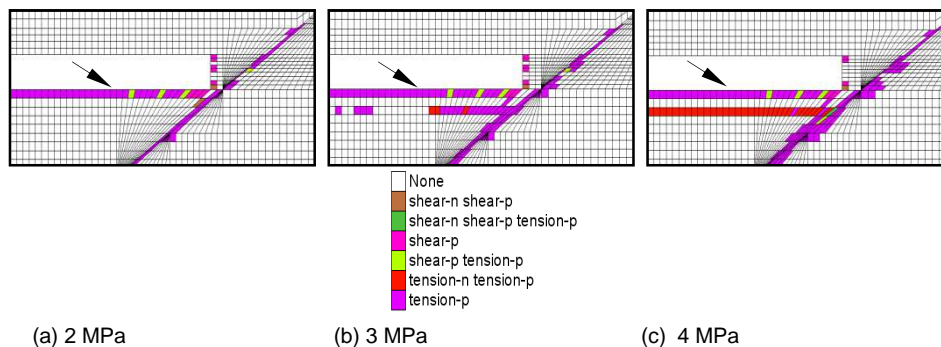 None
shear-n shear-p
shear-n shear-p tension-p
shear-p
shear-p tension-p
tension-n tension-p
tension-p
(a) 2 MPa
(b) 3 MPa
(c) 4 MPa